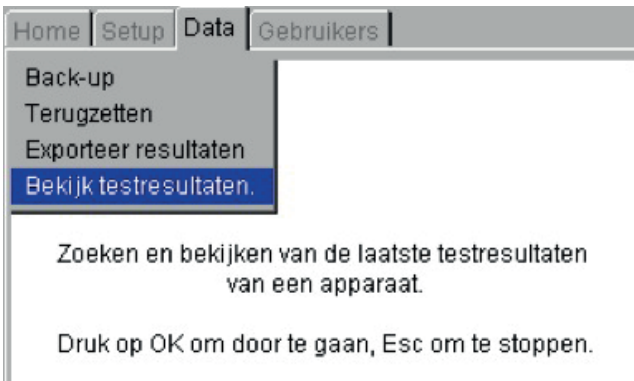 Home Setup Data Gebruikers
Back-up
Terugzetten
Exporteer resultaten
Bekijk testresultaten.
Zoeken en bekijken van de laatste testresultaten
van een apparaat.
Druk op OK om door te gaan, Esc om te stoppen.